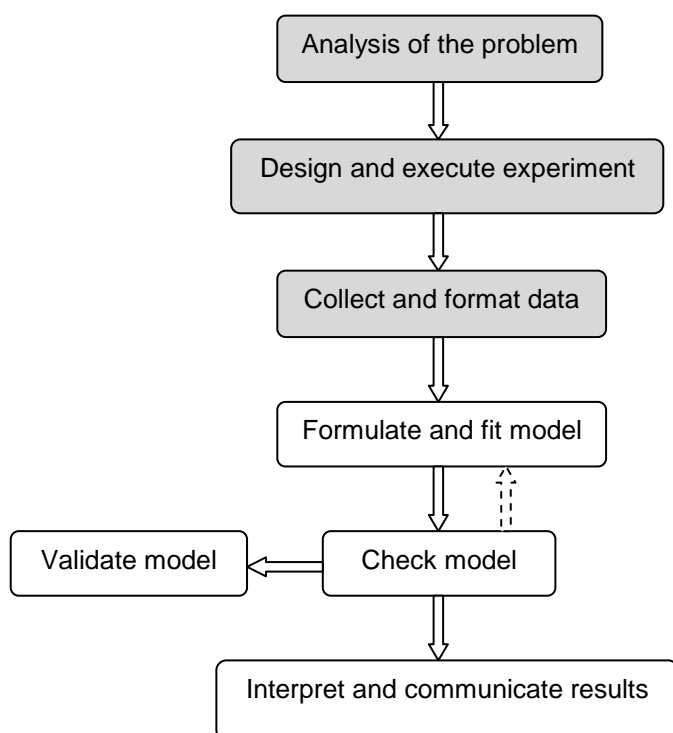 Analysis of the problem
Design and execute experiment
Collect and format data
Formulate and fit model
Validate model
Check model
Interpret and communicate results